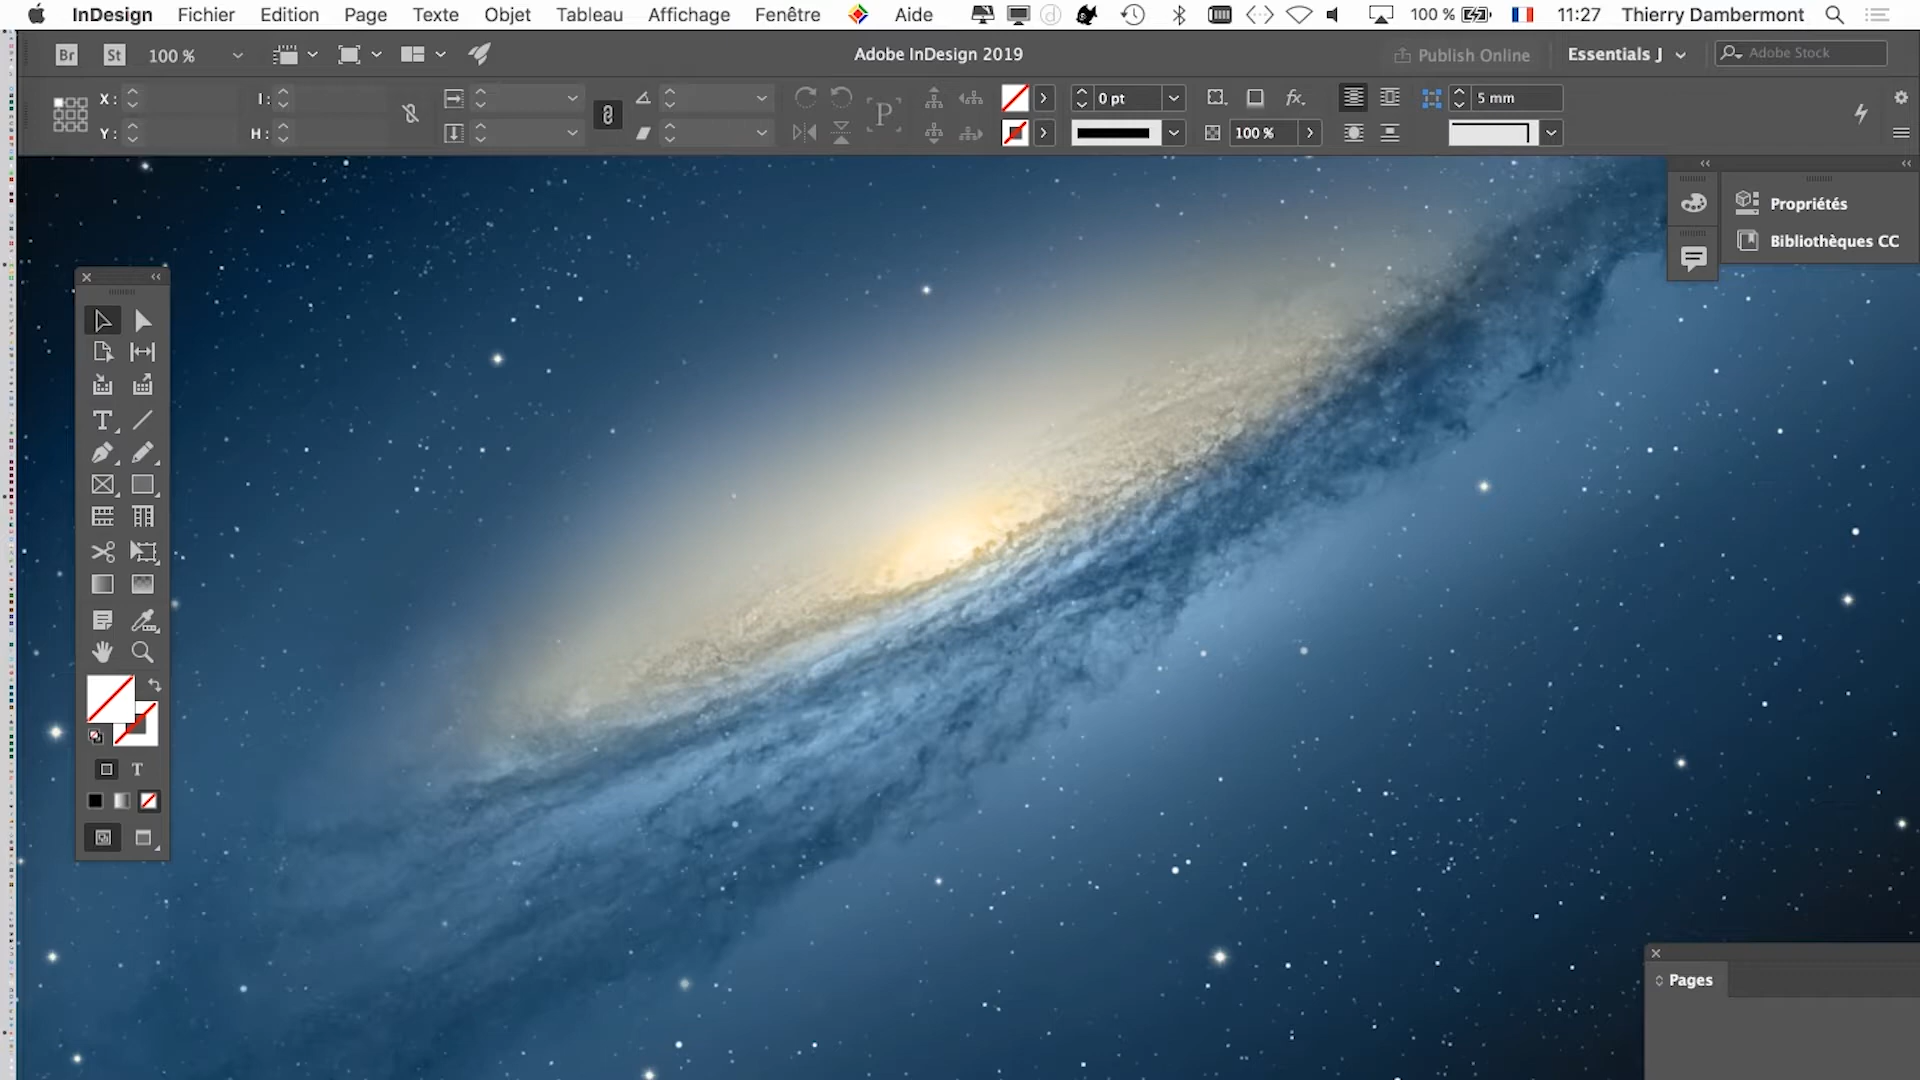 InDesign Fichier Edition Page Texte Objet Tableau Affichage Fenêtre Aide 100 % 11:27 Thierry Dambermont
Br St 100 % Adobe InDesign 2019 Publish Online Essentials J Adobe Stock
X : I : 0 pt fx. 5 mm
Y : H : P 100 %
Propriétés
Bibliothèques CC
T
T
Pages